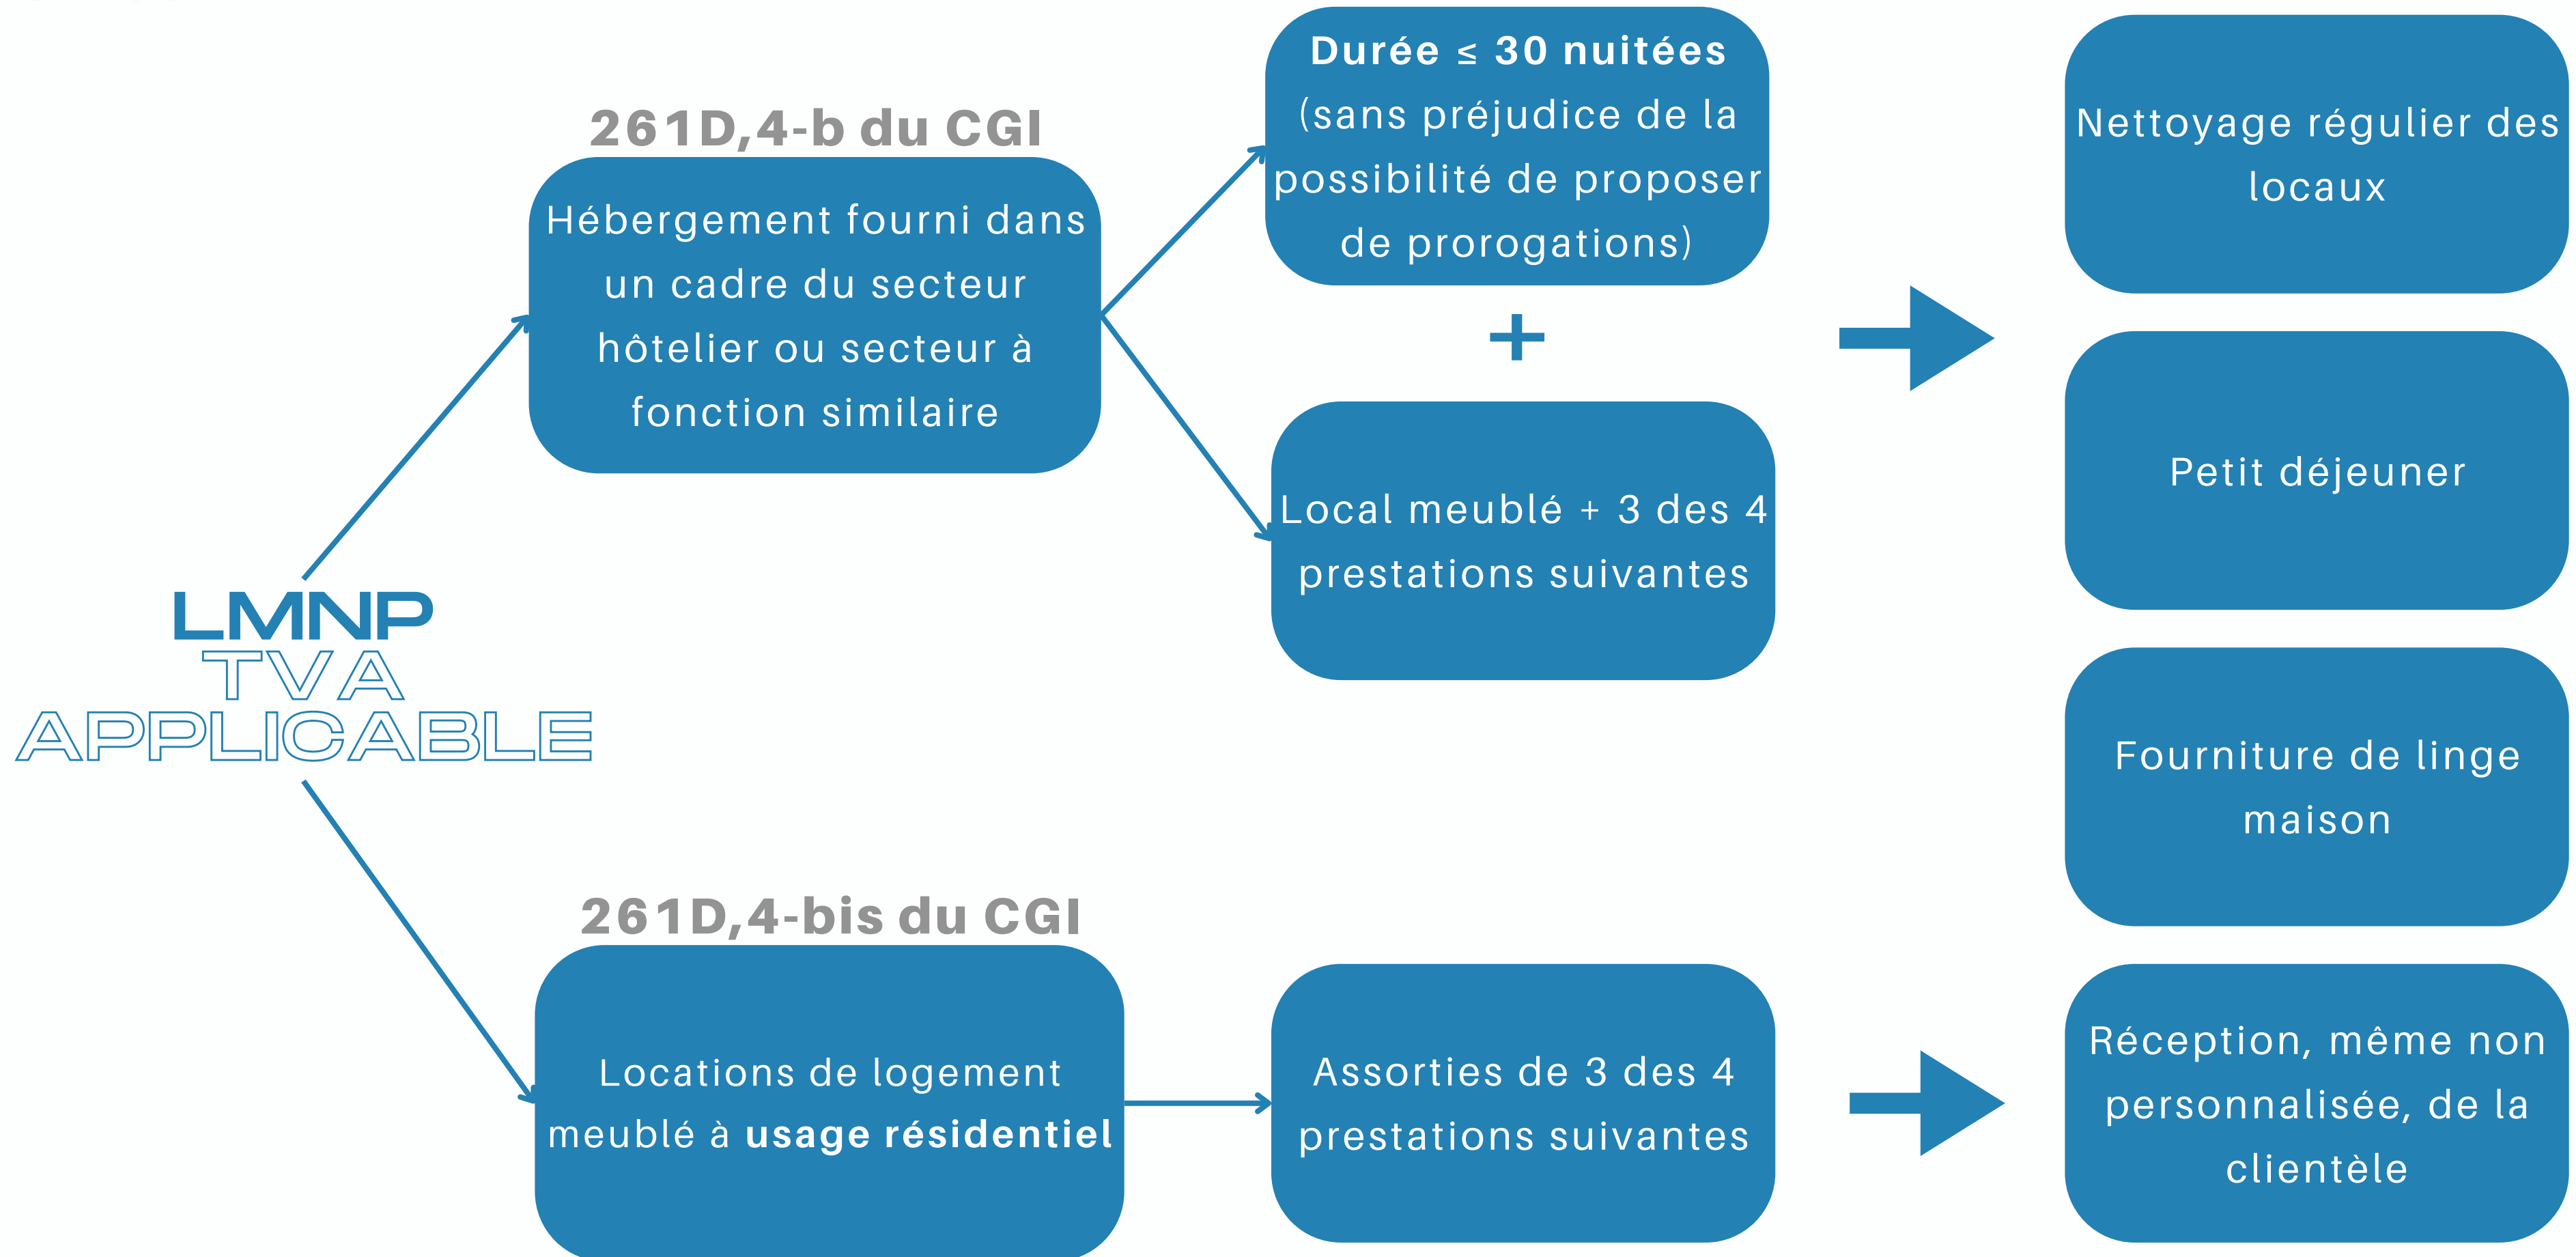 LMNP
TVA
APPLICABLE
261D,4-b du CGI
Hébergement fourni dans
un cadre du secteur
hôtelier ou secteur à
fonction similaire
Durée ≤ 30 nuitées
(sans préjudice de la
possibilité de proposer
de prorogations)
+
Local meublé + 3 des 4
prestations suivantes
261D,4-bis du CGI
Locations de logement
meublé à usage résidentiel
Assorties de 3 des 4
prestations suivantes
Nettoyage régulier des
locaux
Petit déjeuner
Fourniture de linge
maison
Réception, même non
personnalisée, de la
clientèle